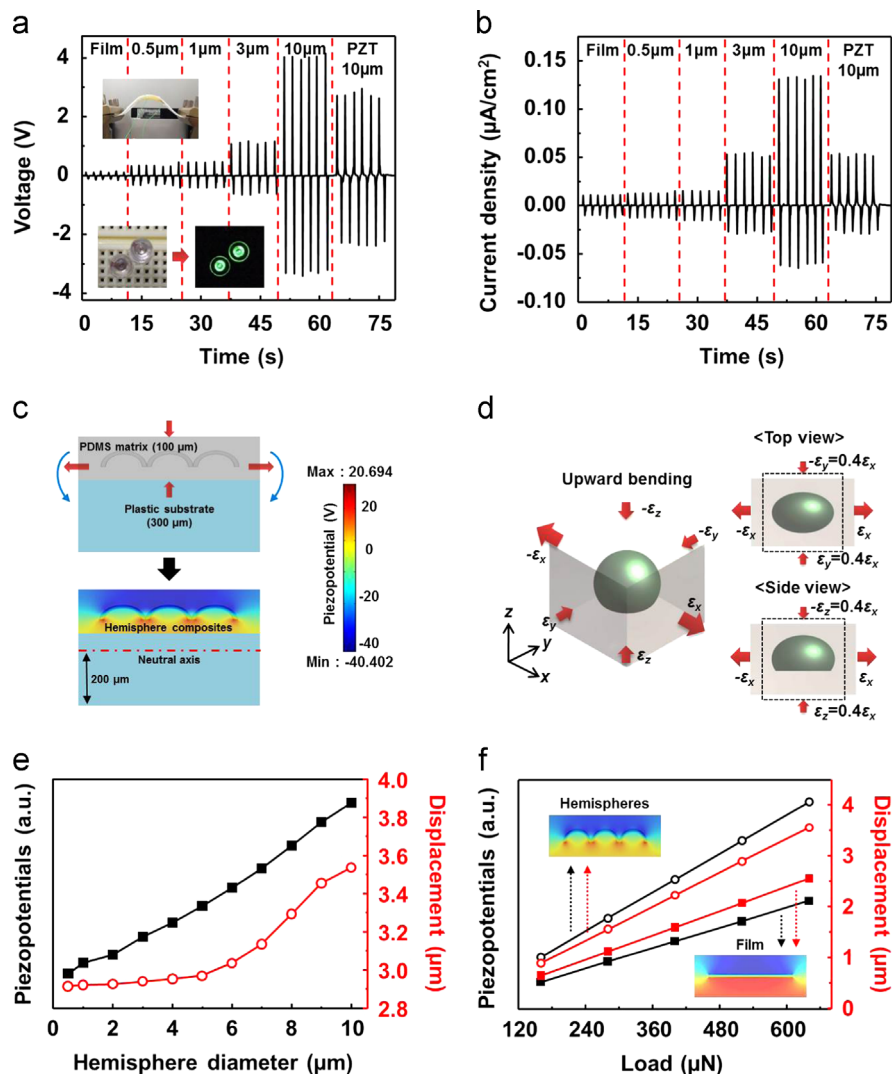 a
Film 0.5μm 1μm 3μm 10μm PZT
10μm
4
2
0
-2
-4
Voltage (V)
0 15 30 45 60 75
Time (s)
b
Film 0.5μm 1μm 3μm 10μm PZT
10μm
0.15
0.10
0.05
0.00
-0.05
-0.10
Current density (μA/cm²)
0 15 30 45 60 75
Time (s)
c
PDMS matrix (100 μm)
Plastic substrate
(300 μm)
Hemisphere composites
Neutral axis
200 μm
Max : 20.694
20
10
0
-20
-40
Piezopotential (V)
Min : -40.402
d
Upward bending
-εz
-εy
-εx
εy
εx
εz
z
y
x
<Top view>
-εy=0.4εx
-εx
εx
εy=0.4εx
<Side view>
-εz=0.4εx
-εx
εx
εz=0.4εx
e
Piezopotentials (a.u.)
4.0
3.8
3.6
3.4
3.2
3.0
2.8
Displacement (μm)
0 2 4 6 8 10
Hemisphere diameter (μm)
f
Piezopotentials (a.u.)
Hemispheres
Film
4
3
2
1
0
Displacement (μm)
120 240 360 480 600
Load (μN)